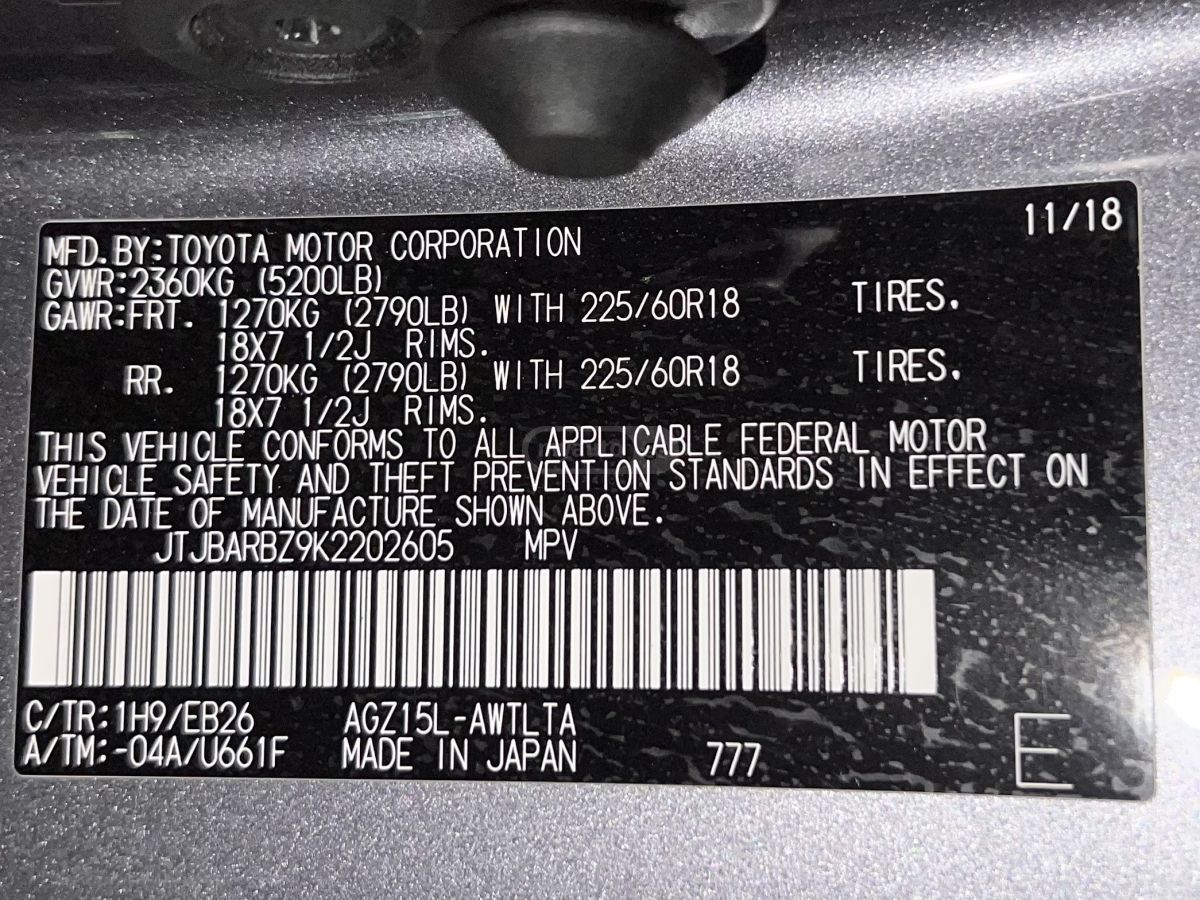 11/18
MFD.BY:TOYOTA MOTOR CORPORATION
GVWR:2360KG (5200LB)
GAWR:FRT. 1270KG (2790LB) WITH 225/60R18 TIRES.
18X7 1/2J RIMS.
RR. 1270KG (2790LB) WITH 225/60R18 TIRES.
18X7 1/2J RIMS.
THIS VEHICLE CONFORMS TO ALL APPLICABLE FEDERAL MOTOR
VEHICLE SAFETY AND THEFT PREVENTION STANDARDS IN EFFECT ON
THE DATE OF MANUFACTURE SHOWN ABOVE.
JTJBARBZ9K2202605 MPV
C/TR:1H9/EB26 AGZ15L-AWTLTA
A/TM:-04A/U661F MADE IN JAPAN 777 E